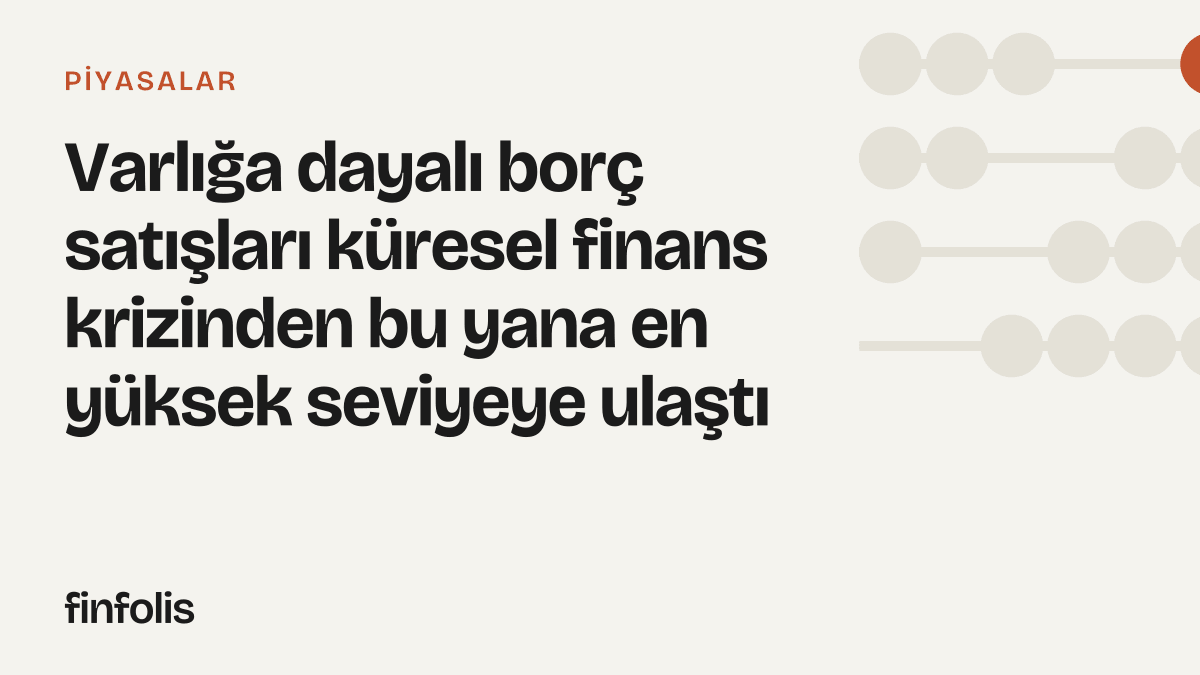 PİYASALAR
Varlığa dayalı borç
satışları küresel finans
krizinden bu yana en
yüksek seviyeye ulaştı
finfolis